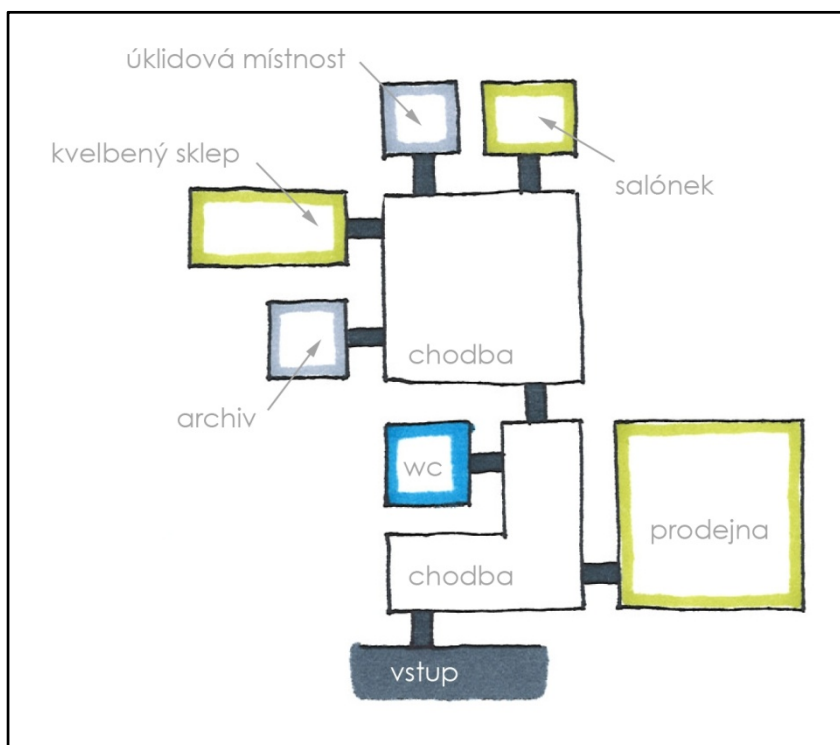 úklidová místnost
kvelbený sklep
salónek
chodba
archiv
wc
prodejna
chodba
vstup